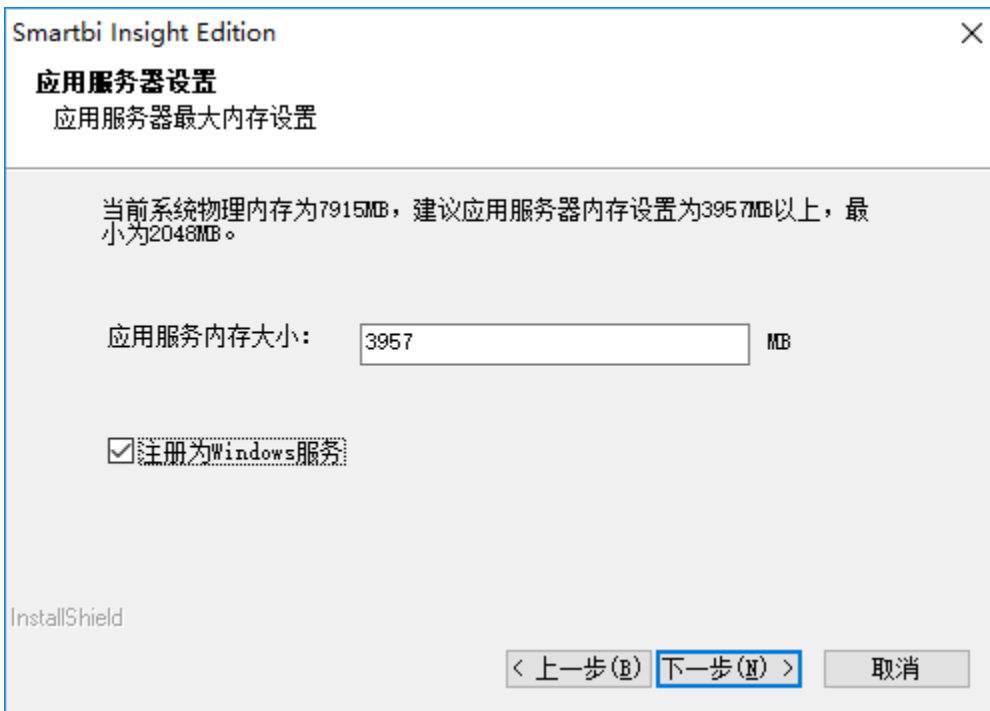 Smartbi Insight Edition
应用服务器设置
应用服务器最大内存设置
当前系统物理内存为7915MB，建议应用服务器内存设置为3957MB以上，最
小为2048MB。
应用服务内存大小: 3957 MB
注册为Windows服务
InstallShield
< 上一步(B) 下一步(N) > 取消